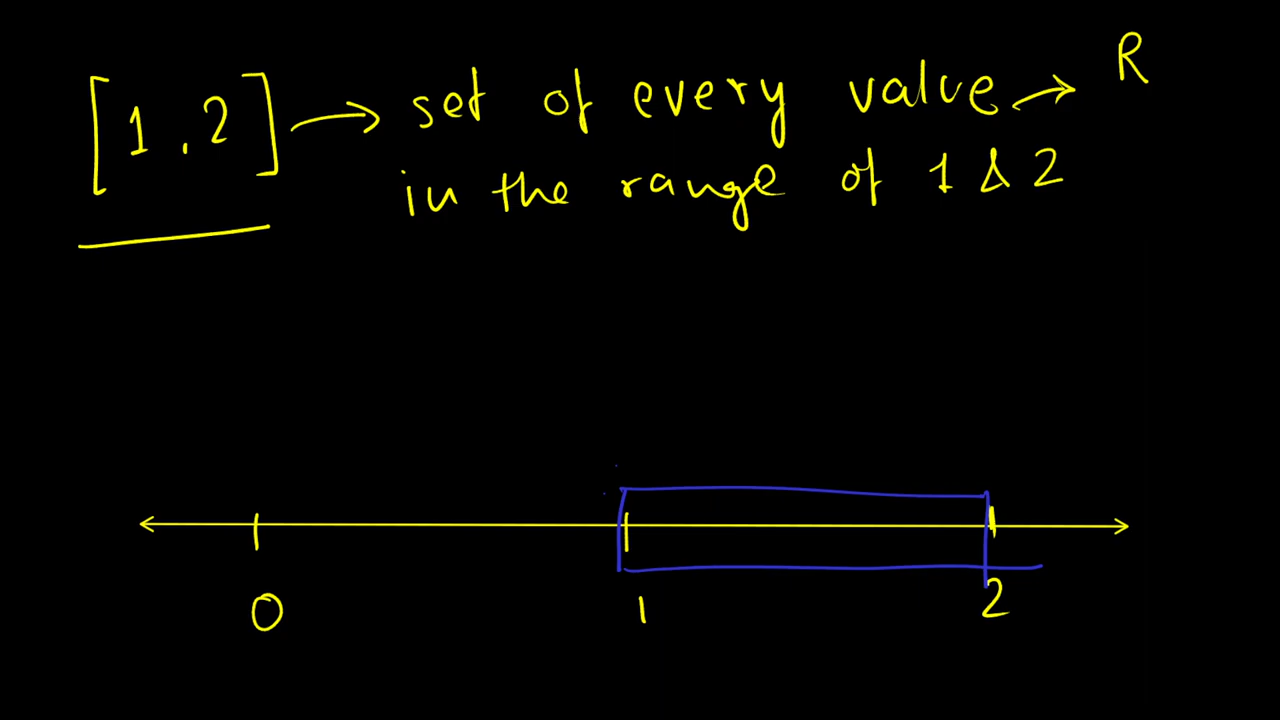 [1,2] → set of every value → R
in the range of 1 & 2
0 1 2